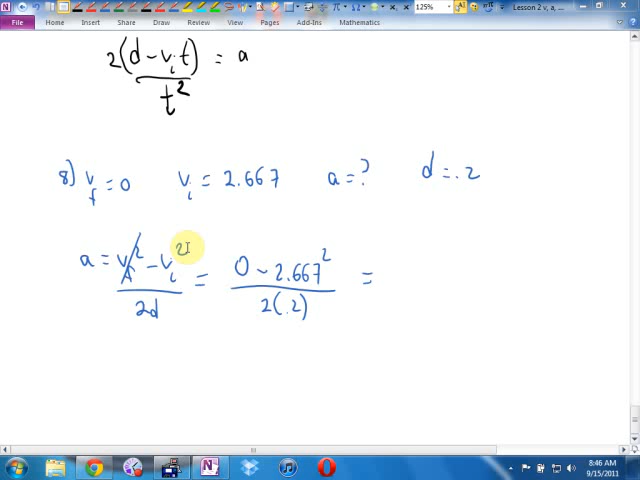 125%
Lesson 2 v, a, ...
File
Home
Insert
Share
Draw
Review
View
Pages
Add-Ins
Mathematics
2(d - vᵢt) = a
t²
8) v_f = 0 vᵢ = 2.667 a = ? d = .2
a = v_f² - vᵢ² = 0 - 2.667² =
2d 2(.2)
8:46 AM
9/15/2011